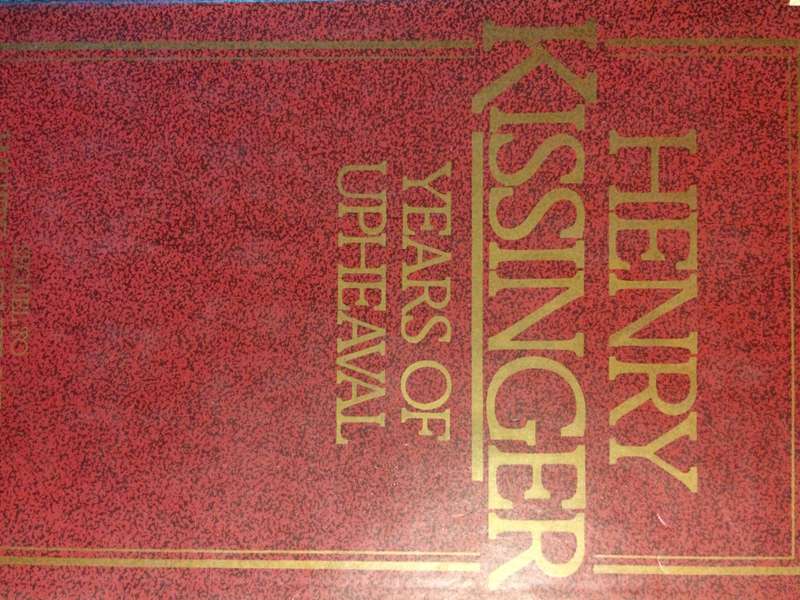 HENRY
KISSINGER
YEARS OF
UPHEAVAL